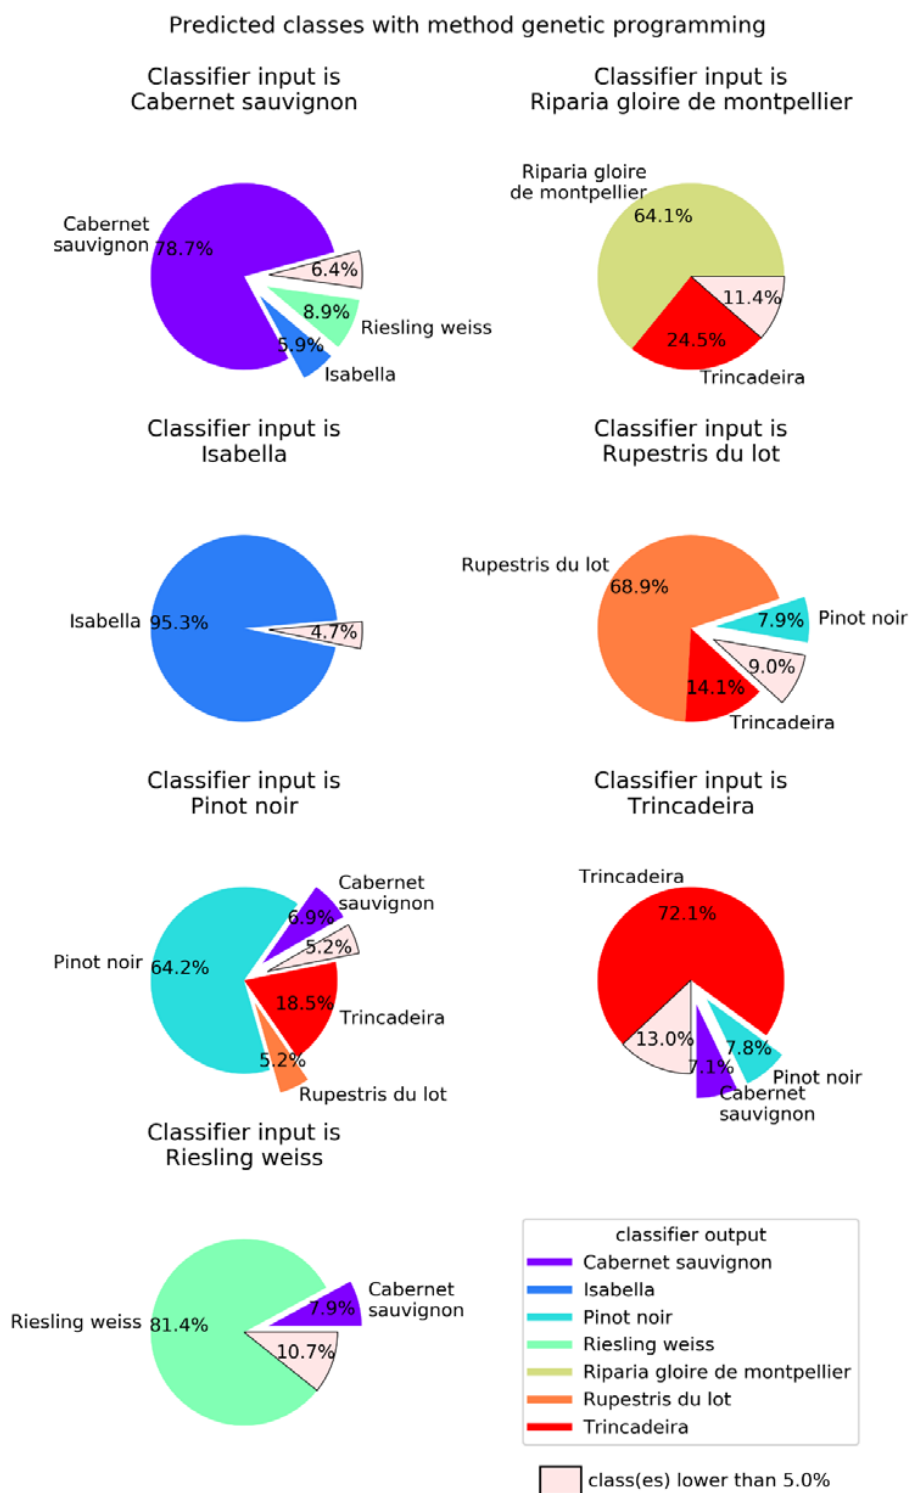 Predicted classes with method genetic programming
Classifier input is
Cabernet sauvignon
Cabernet
sauvignon
78.7%
6.4%
8.9%
Riesling weiss
5.9%
Isabella
Classifier input is
Riparia gloire de montpellier
Riparia gloire
de montpellier
64.1%
11.4%
24.5%
Trincadeira
Classifier input is
Isabella
Isabella
95.3%
4.7%
Classifier input is
Rupestris du lot
Rupestris du lot
68.9%
7.9%
Pinot noir
9.0%
14.1%
Trincadeira
Classifier input is
Pinot noir
Cabernet
sauvignon
6.9%
5.2%
Pinot noir
64.2%
18.5%
Trincadeira
5.2%
Rupestris du lot
Classifier input is
Trincadeira
Trincadeira
72.1%
13.0%
7.8%
Pinot noir
7.1%
Cabernet
sauvignon
Classifier input is
Riesling weiss
Cabernet
sauvignon
7.9%
Riesling weiss
81.4%
10.7%
classifier output
Cabernet sauvignon
Isabella
Pinot noir
Riesling weiss
Riparia gloire de montpellier
Rupestris du lot
Trincadeira
class(es) lower than 5.0%